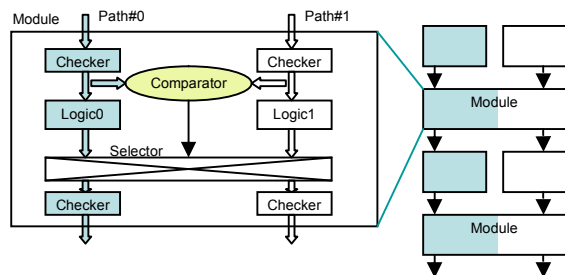 Module Path#0 Path#1
Checker Checker
Comparator
Logic0 Logic1
Selector
Checker Checker
Module
Module